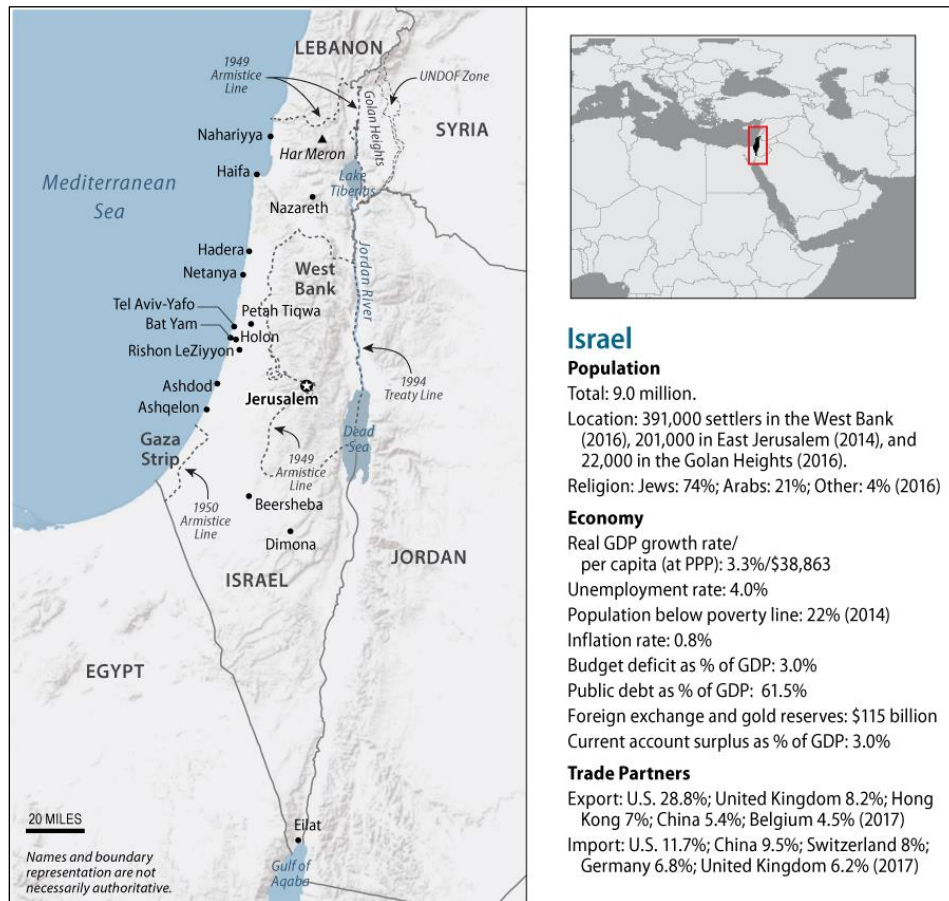 LEBANON
1949
Armistice
Line
UNDOF Zone
Golan Heights
SYRIA
Nahariyya
Har Meron
Haifa
Lake
Tiberias
Mediterranean
Sea
Nazareth
Hadera
West
Bank
Jordan River
Netanya
Tel Aviv-Yafo
Petah Tiqwa
Bat Yam
Holon
Rishon LeZiyyon
1994
Treaty Line
Ashdod
Jerusalem
Ashqelon
Dead
Sea
Gaza
Strip
1949
Armistice
Line
1950
Armistice
Line
Beersheba
Dimona
JORDAN
ISRAEL
EGYPT
20 MILES
Eilat
Names and boundary
representation are not
necessarily authoritative.
Gulf of
Aqaba
Israel
Population
Total: 9.0 million.
Location: 391,000 settlers in the West Bank
(2016), 201,000 in East Jerusalem (2014), and
22,000 in the Golan Heights (2016).
Religion: Jews: 74%; Arabs: 21%; Other: 4% (2016)
Economy
Real GDP growth rate/
per capita (at PPP): 3.3%/$38,863
Unemployment rate: 4.0%
Population below poverty line: 22% (2014)
Inflation rate: 0.8%
Budget deficit as % of GDP: 3.0%
Public debt as % of GDP: 61.5%
Foreign exchange and gold reserves: $115 billion
Current account surplus as % of GDP: 3.0%
Trade Partners
Export: U.S. 28.8%; United Kingdom 8.2%; Hong
Kong 7%; China 5.4%; Belgium 4.5% (2017)
Import: U.S. 11.7%; China 9.5%; Switzerland 8%;
Germany 6.8%; United Kingdom 6.2% (2017)